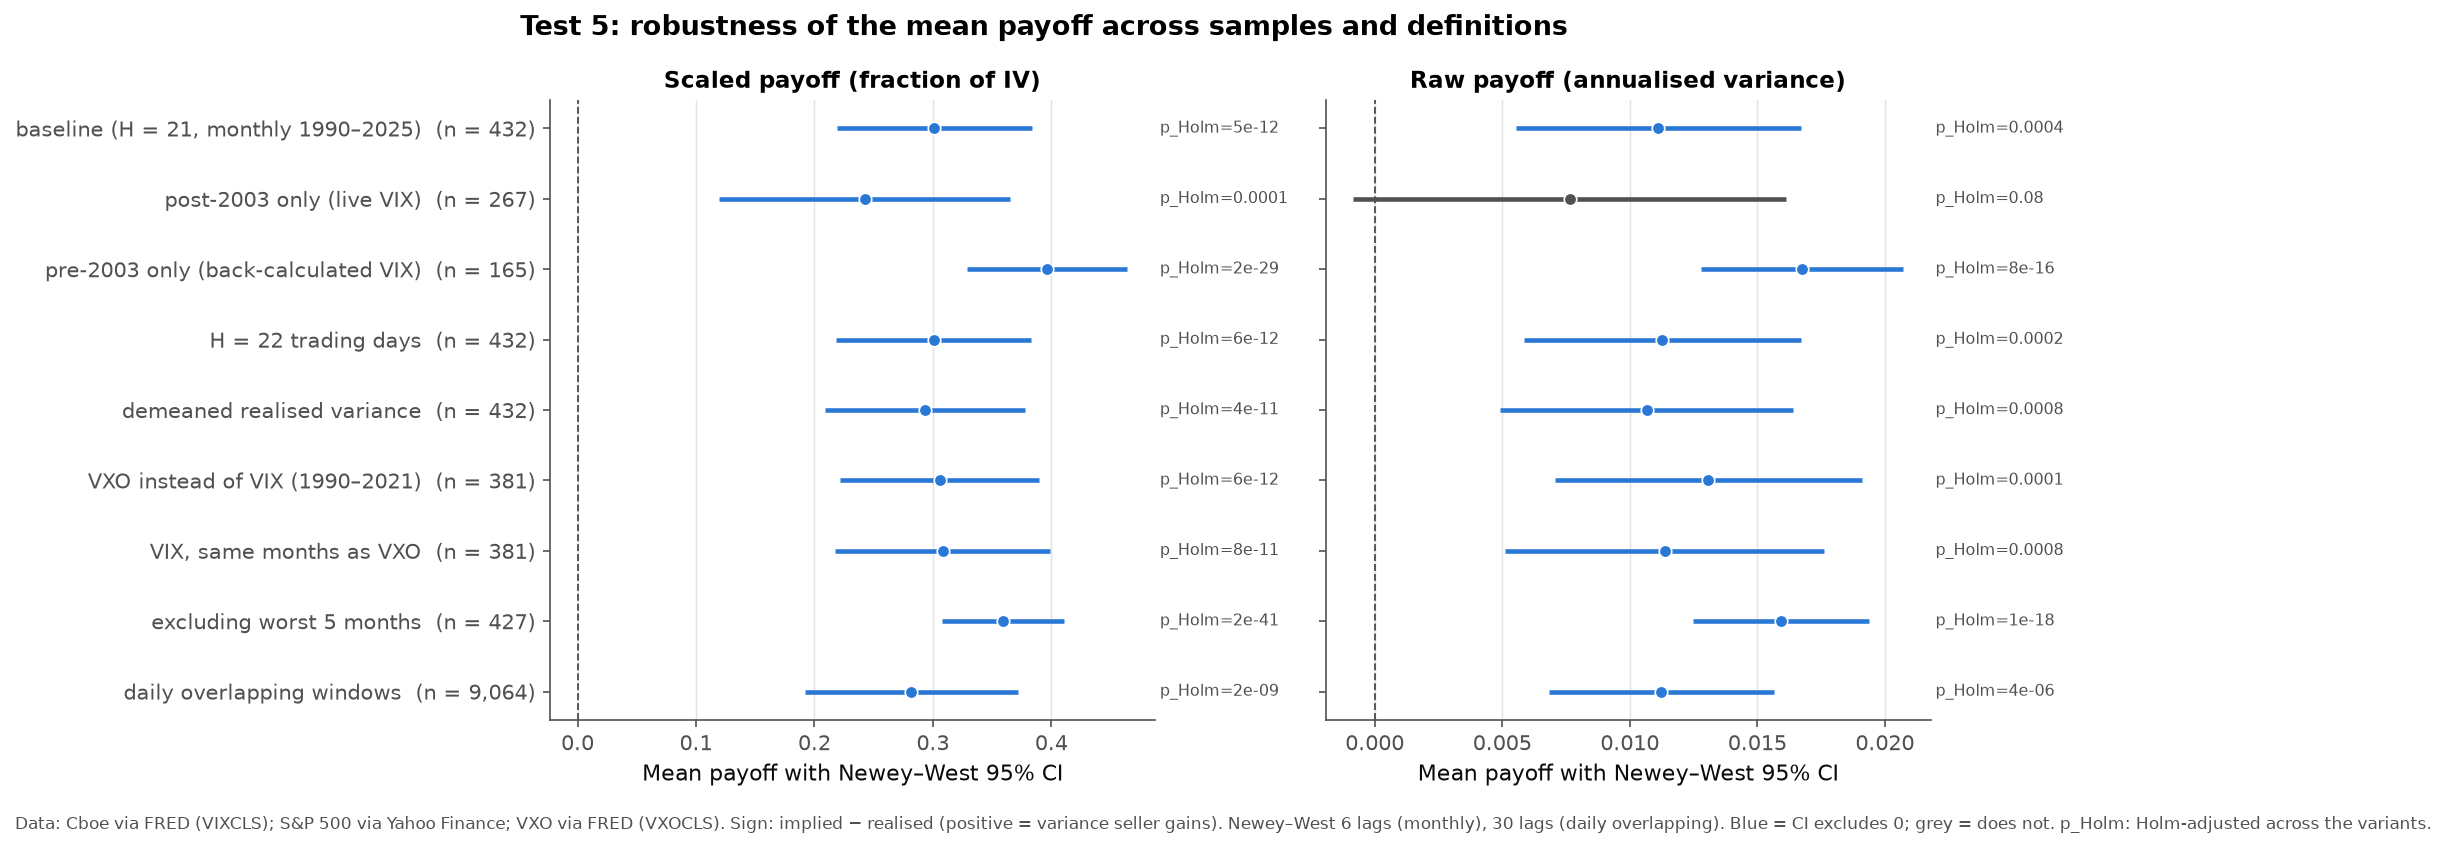 Test 5: robustness of the mean payoff across samples and definitions
Scaled payoff (fraction of IV)
Raw payoff (annualised variance)
baseline (H = 21, monthly 1990–2025)  (n = 432)
p_Holm=5e-12
p_Holm=0.0004
post-2003 only (live VIX)  (n = 267)
p_Holm=0.0001
p_Holm=0.08
pre-2003 only (back-calculated VIX)  (n = 165)
p_Holm=2e-29
p_Holm=8e-16
H = 22 trading days  (n = 432)
p_Holm=6e-12
p_Holm=0.0002
demeaned realised variance  (n = 432)
p_Holm=4e-11
p_Holm=0.0008
VXO instead of VIX (1990–2021)  (n = 381)
p_Holm=6e-12
p_Holm=0.0001
VIX, same months as VXO  (n = 381)
p_Holm=8e-11
p_Holm=0.0008
excluding worst 5 months  (n = 427)
p_Holm=2e-41
p_Holm=1e-18
daily overlapping windows  (n = 9,064)
p_Holm=2e-09
p_Holm=4e-06
0.0 0.1 0.2 0.3 0.4
0.000 0.005 0.010 0.015 0.020
Mean payoff with Newey–West 95% CI
Mean payoff with Newey–West 95% CI
Data: Cboe via FRED (VIXCLS); S&P 500 via Yahoo Finance; VXO via FRED (VXOCLS). Sign: implied − realised (positive = variance seller gains). Newey–West 6 lags (monthly), 30 lags (daily overlapping). Blue = CI excludes 0; grey = does not. p_Holm: Holm-adjusted across the variants.